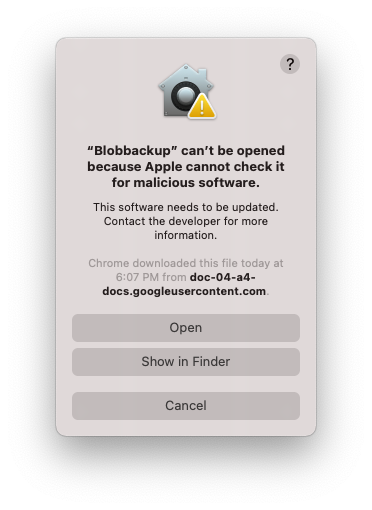 ?
“Blobbackup” can’t be opened
because Apple cannot check it
for malicious software.
This software needs to be updated.
Contact the developer for more
information.
Chrome downloaded this file today at
6:07 PM from doc-04-a4-
docs.googleusercontent.com.
Open
Show in Finder
Cancel